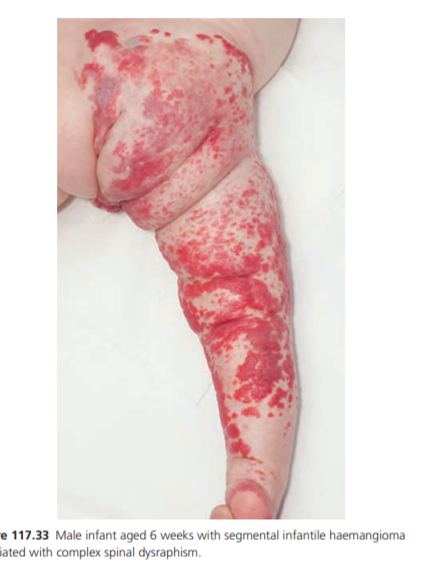 re 117.33 Male infant aged 6 weeks with segmental infantile haemangioma
iated with complex spinal dysraphism.